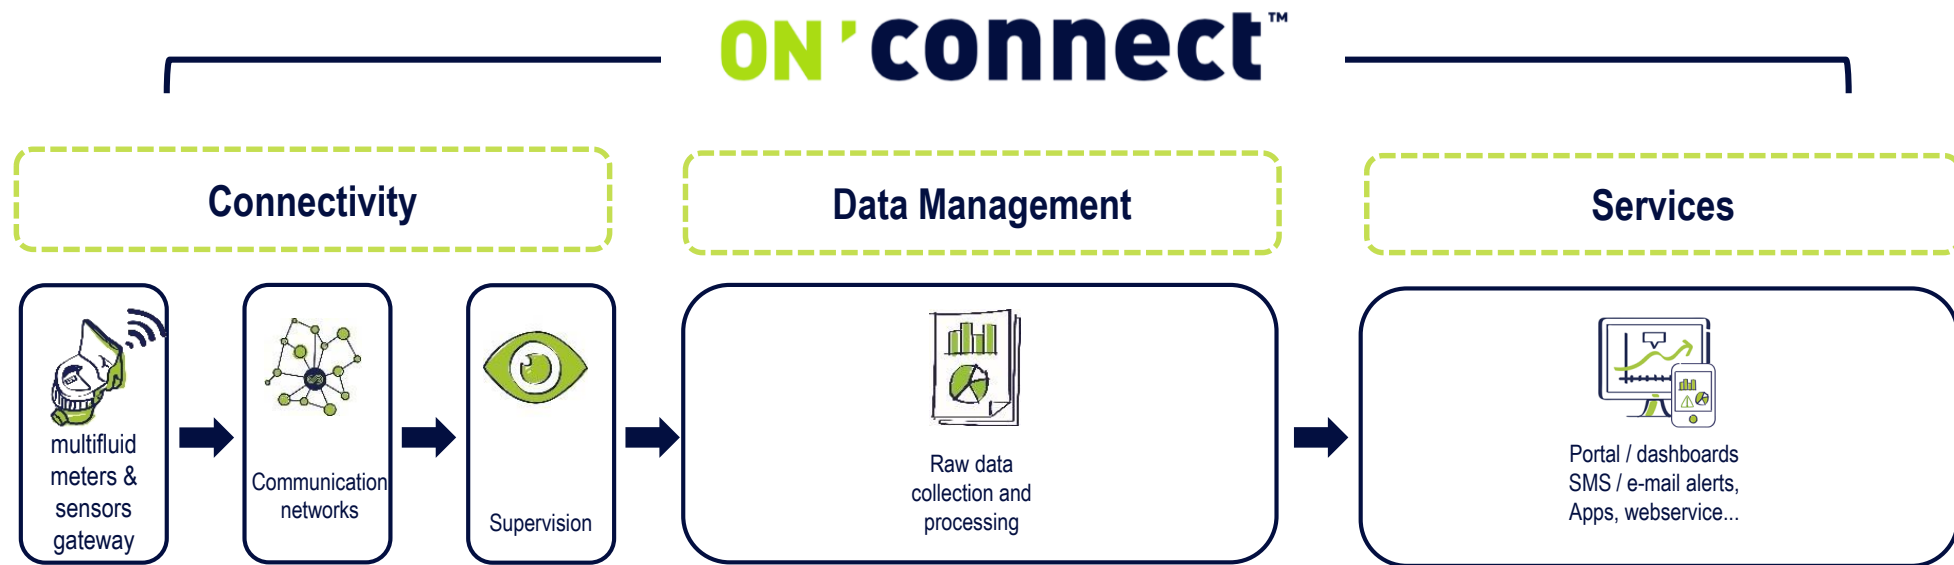 ON'connect™
Connectivity
Data Management
Services
multifluid
meters &
sensors
gateway
Communication
networks
Supervision
Raw data
collection and
processing
Portal / dashboards
SMS / e-mail alerts,
Apps, webservice...